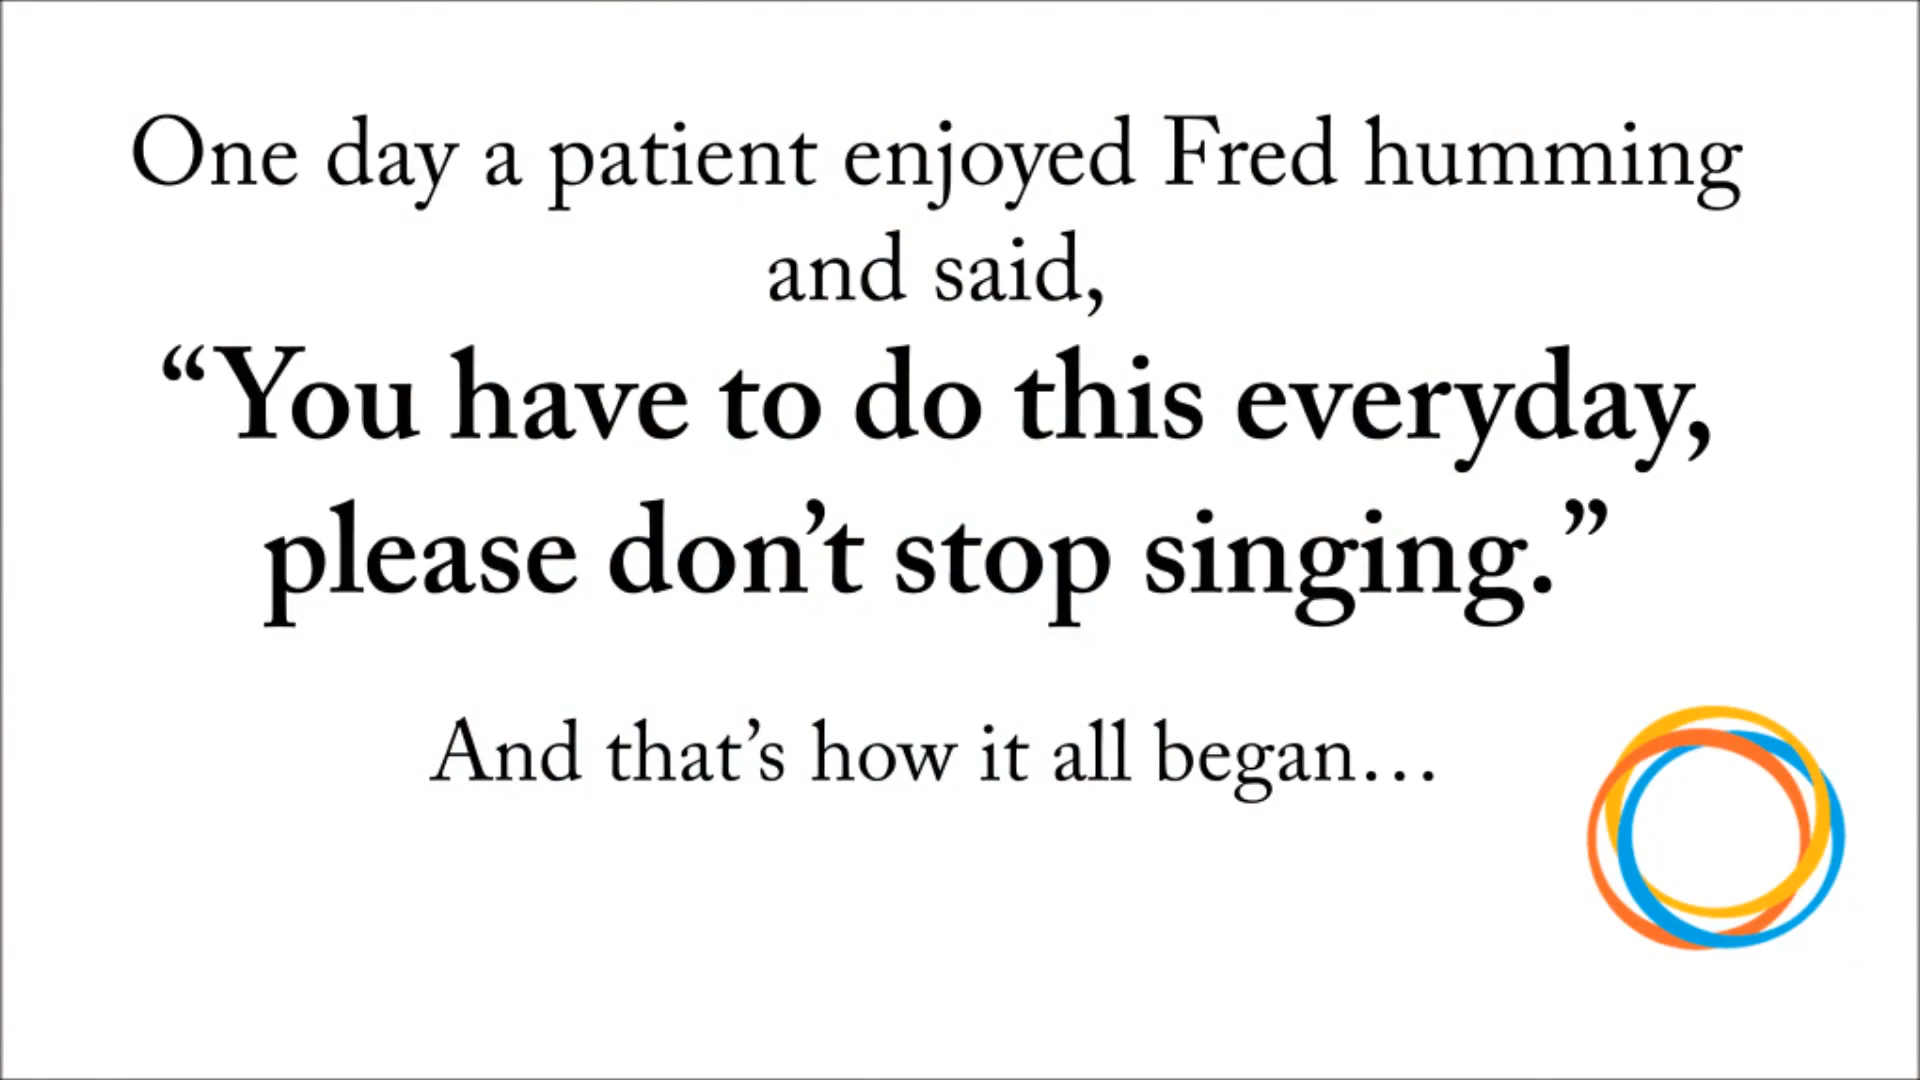 One day a patient enjoyed Fred humming
and said,
“You have to do this everyday,
please don’t stop singing.”
And that’s how it all began…